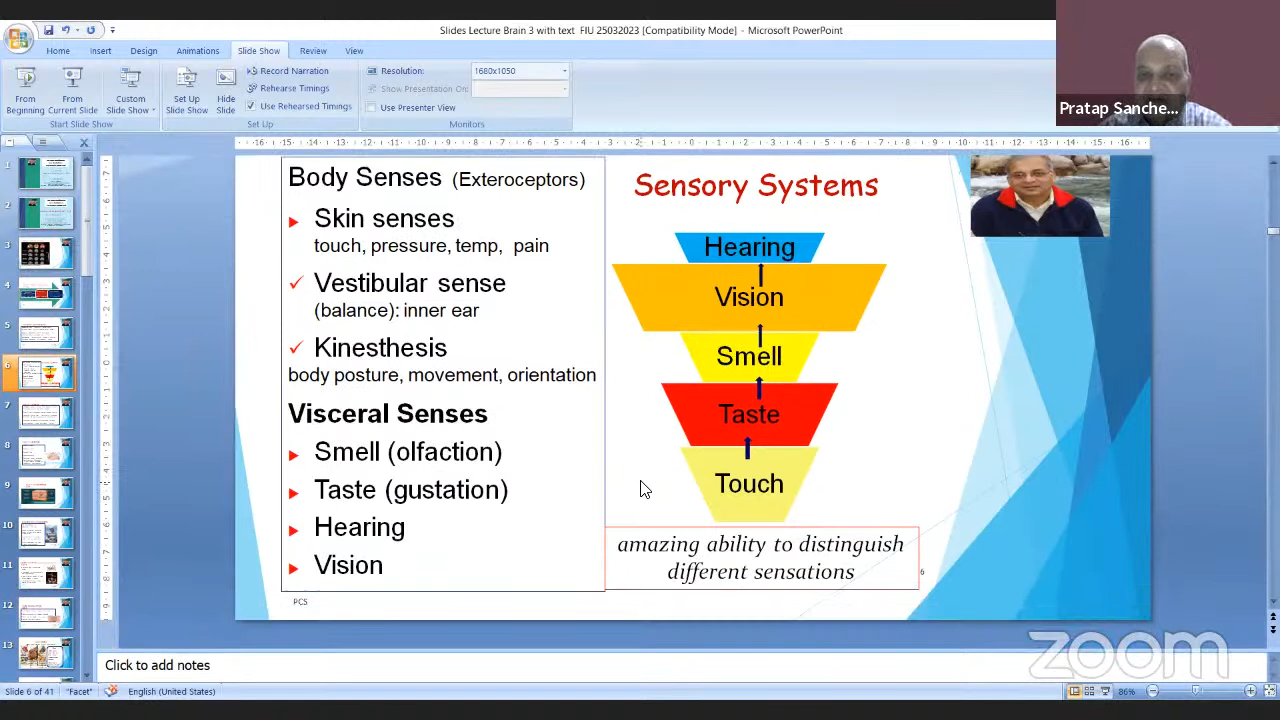 Slides Lecture Brain 3 with text FIU 25032023 [Compatibility Mode] - Microsoft PowerPoint
Home Insert Design Animations Slide Show Review View
From Beginning
From Current Slide
Custom Slide Show
Start Slide Show
Set Up Slide Show
Hide Slide
Record Narration
Rehearse Timings
Use Rehearsed Timings
Set Up
Resolution: 1680x1050
Show Presentation On:
Use Presenter View
Monitors
Pratap Sanche...
Body Senses (Exteroceptors)
Skin senses
touch, pressure, temp, pain
Vestibular sense
(balance): inner ear
Kinesthesis
body posture, movement, orientation
Visceral Senses
Smell (olfaction)
Taste (gustation)
Hearing
Vision
PCS
Sensory Systems
Hearing
Vision
Smell
Taste
Touch
amazing ability to distinguish
different sensations
6
zoom
Click to add notes
Slide 6 of 41 "Facet" English (United States) 86%